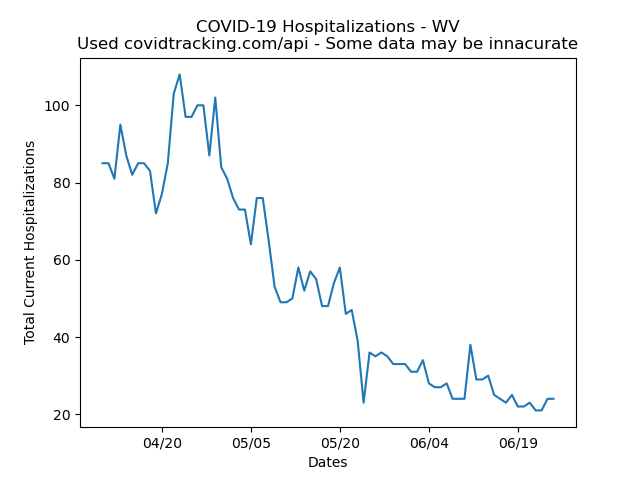 COVID-19 Hospitalizations - WV
Used covidtracking.com/api - Some data may be innacurate
Total Current Hospitalizations
100
80
60
40
20
04/20
05/05
05/20
06/04
06/19
Dates